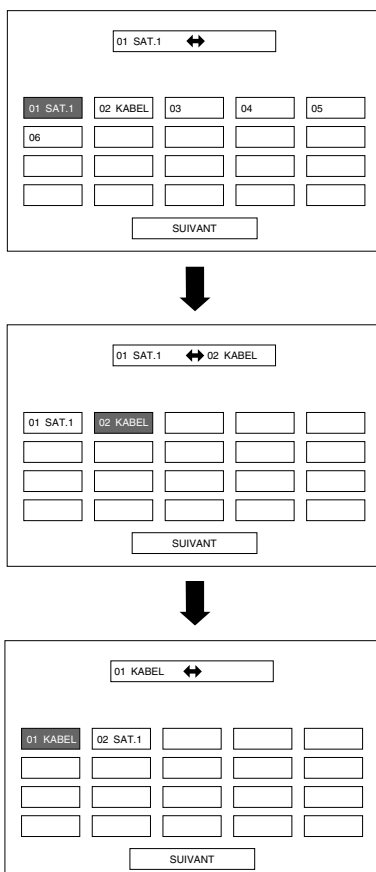 01 SAT.1 ↔
01 SAT.1 02 KABEL 03 04 05
06
SUIVANT
01 SAT.1 ↔ 02 KABEL
01 SAT.1 02 KABEL
SUIVANT
01 KABEL ↔
01 KABEL 02 SAT.1
SUIVANT